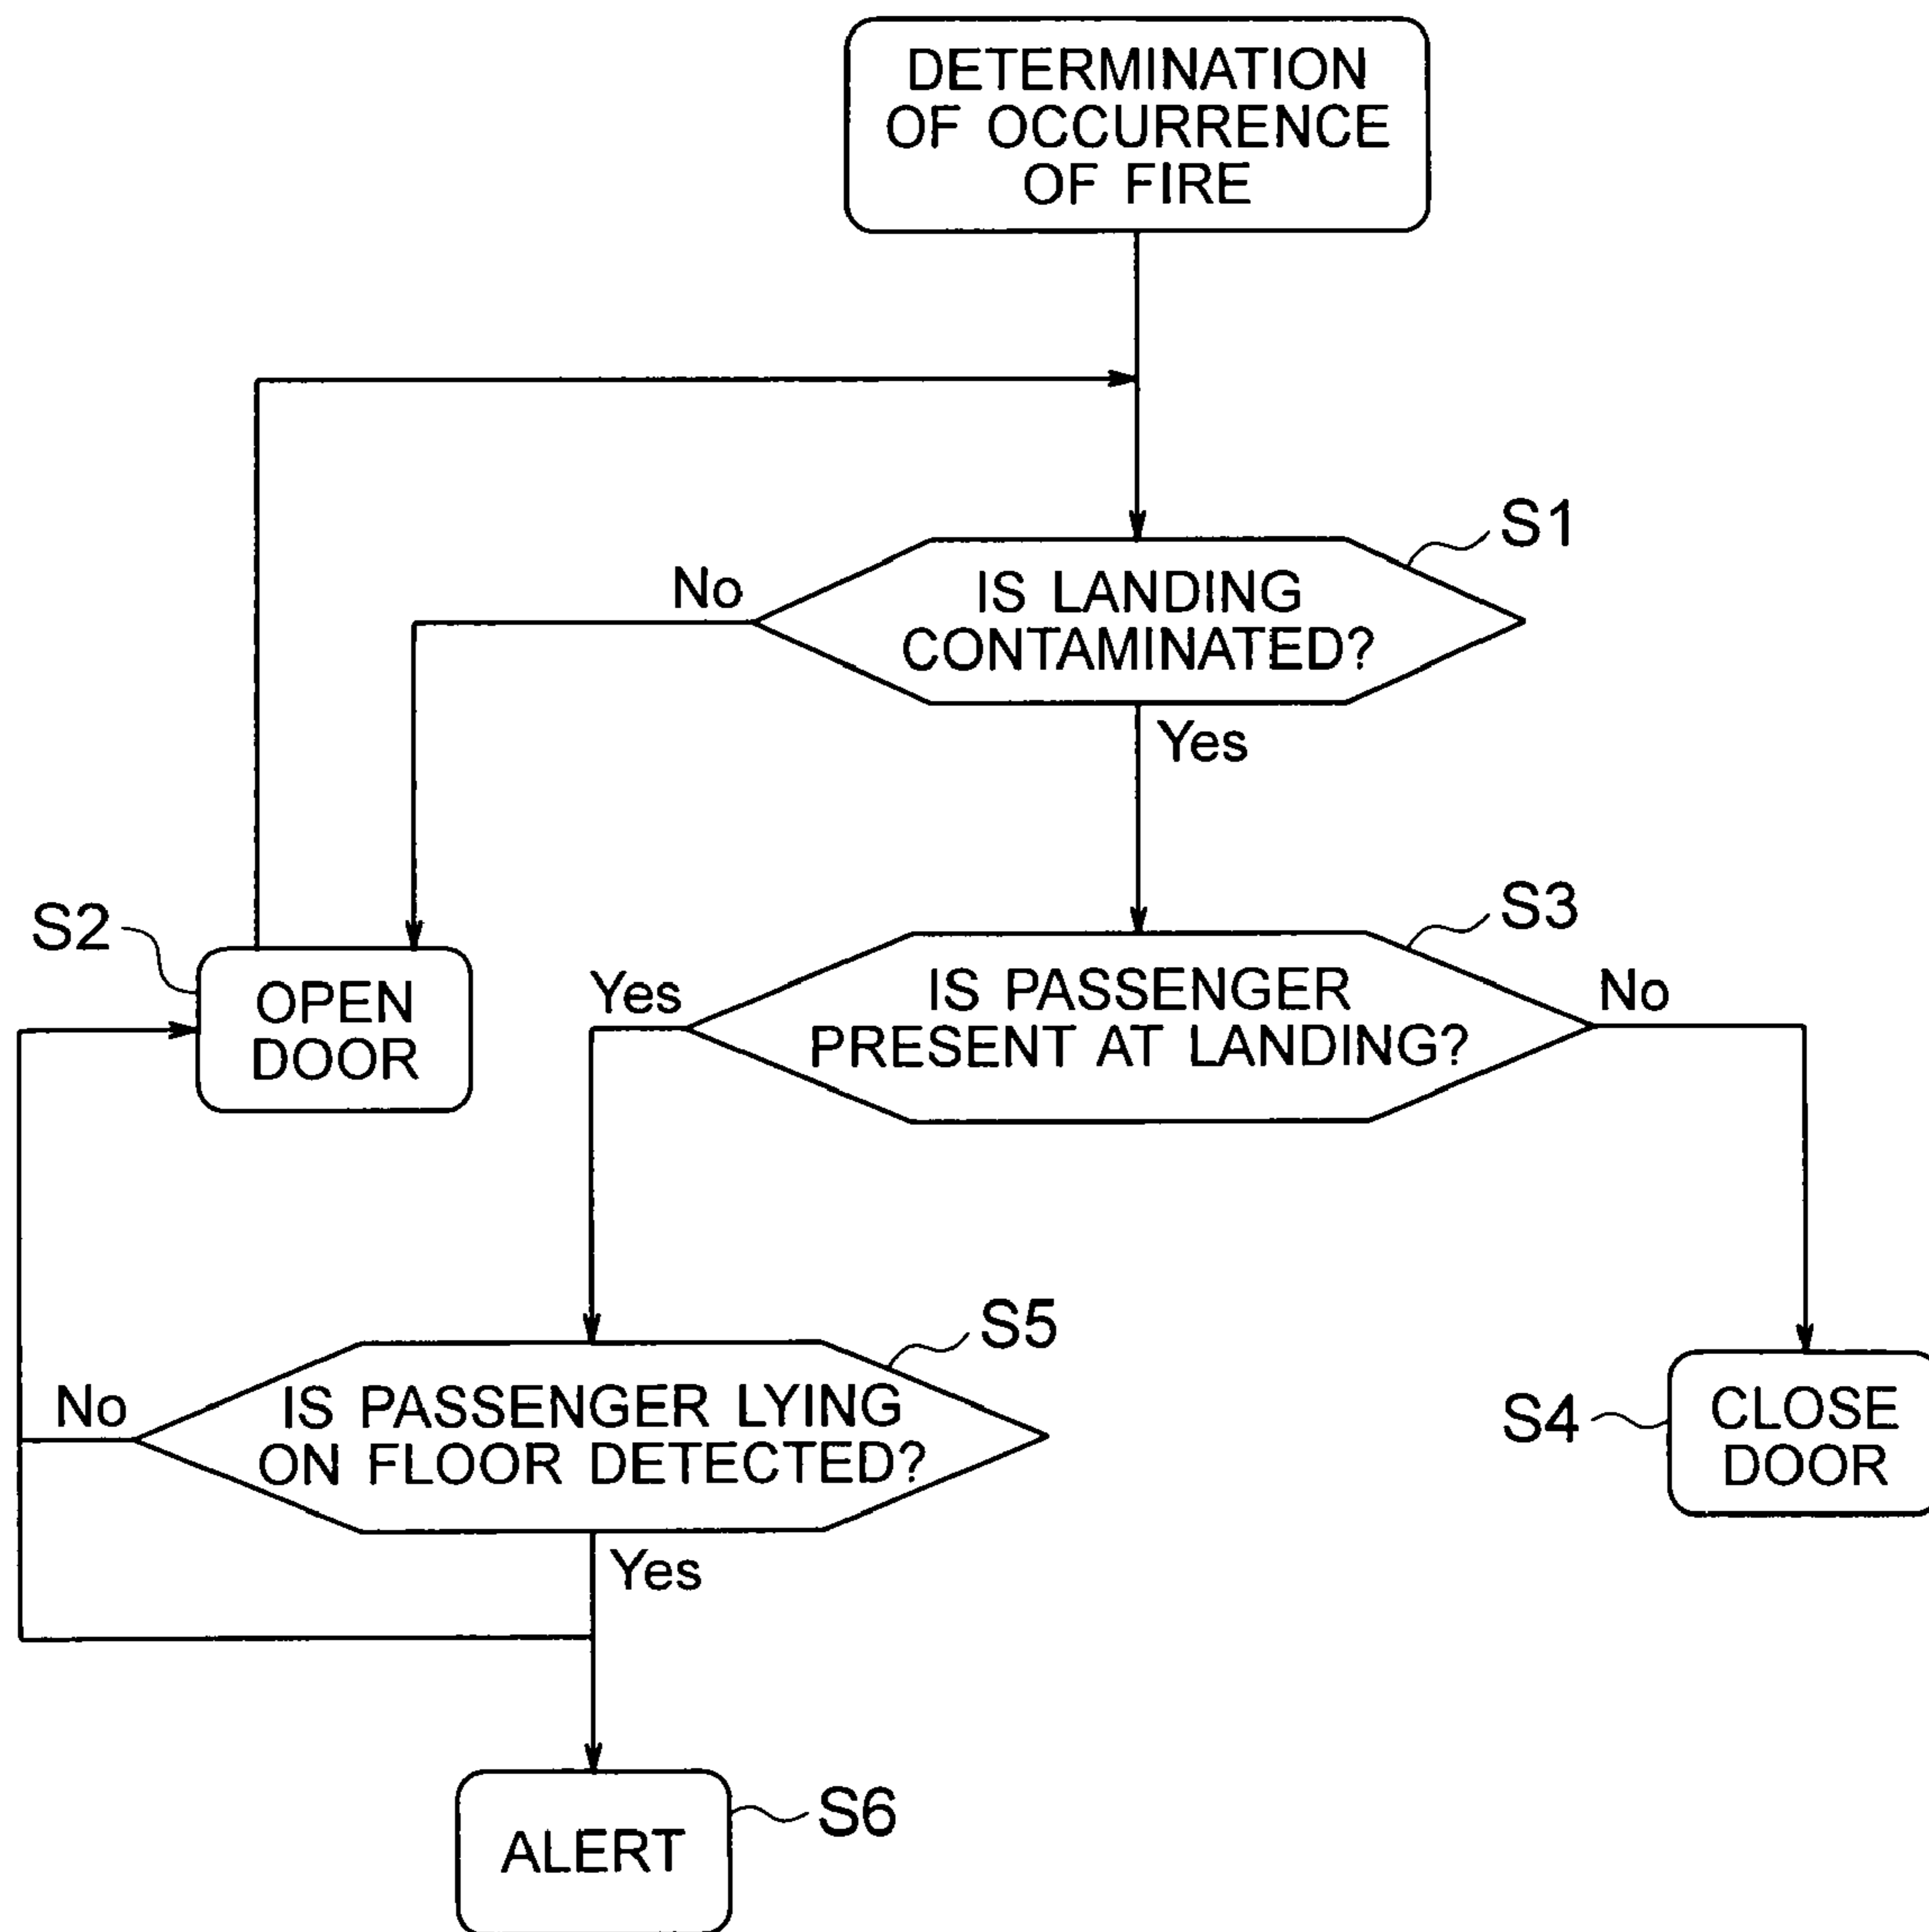 DETERMINATION
OF OCCURRENCE
OF FIRE
S1
No
IS LANDING
CONTAMINATED?
Yes
S2
OPEN
DOOR
S3
Yes
IS PASSENGER
PRESENT AT LANDING?
No
S5
No
IS PASSENGER LYING
ON FLOOR DETECTED?
S4
CLOSE
DOOR
Yes
S6
ALERT